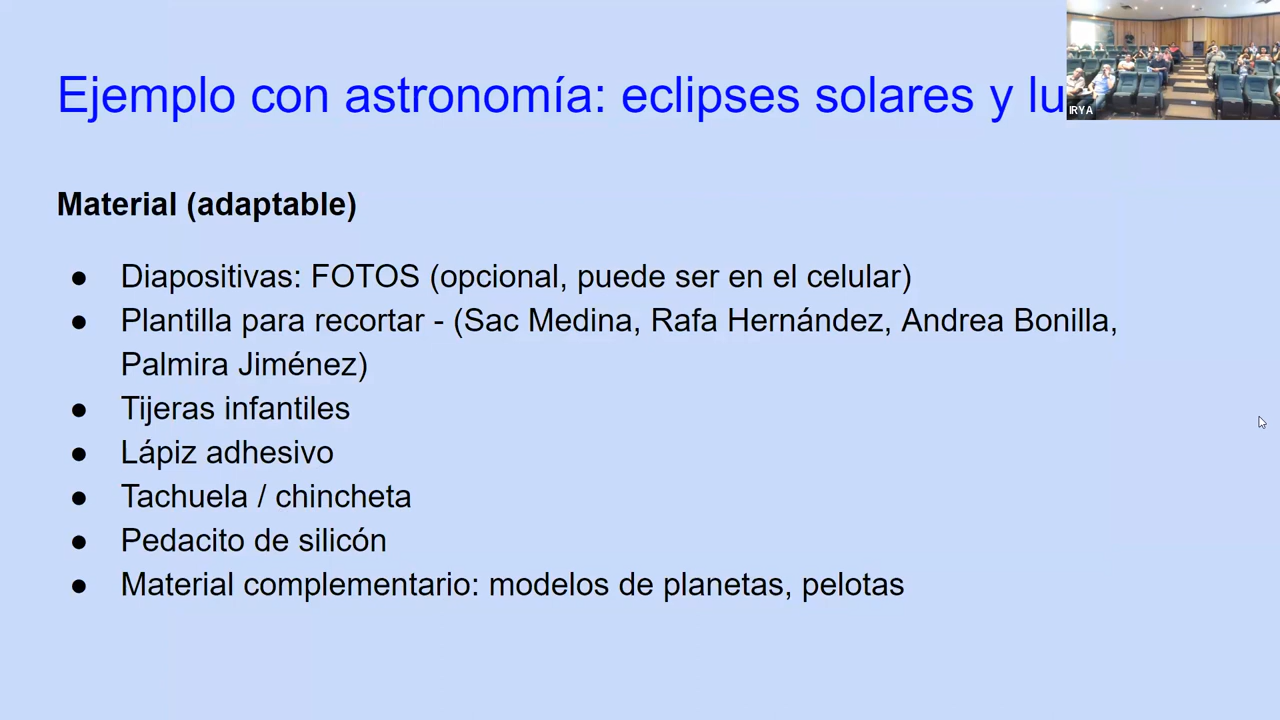 Ejemplo con astronomía: eclipses solares y lu
IRYA
Material (adaptable)
● Diapositivas: FOTOS (opcional, puede ser en el celular)
● Plantilla para recortar - (Sac Medina, Rafa Hernández, Andrea Bonilla,
Palmira Jiménez)
● Tijeras infantiles
● Lápiz adhesivo
● Tachuela / chincheta
● Pedacito de silicón
● Material complementario: modelos de planetas, pelotas